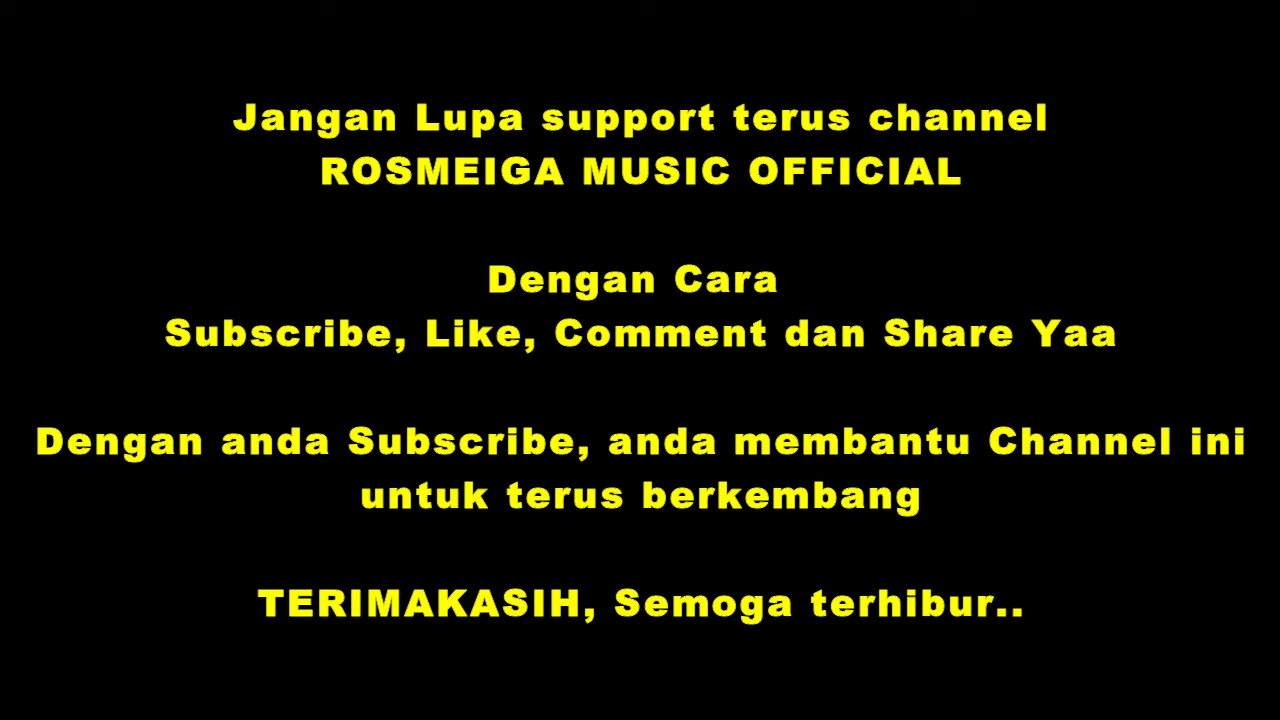 Jangan Lupa support terus channel
ROSMEIGA MUSIC OFFICIAL
Dengan Cara
Subscribe, Like, Comment dan Share Yaa
Dengan anda Subscribe, anda membantu Channel ini
untuk terus berkembang
TERIMAKASIH, Semoga terhibur..